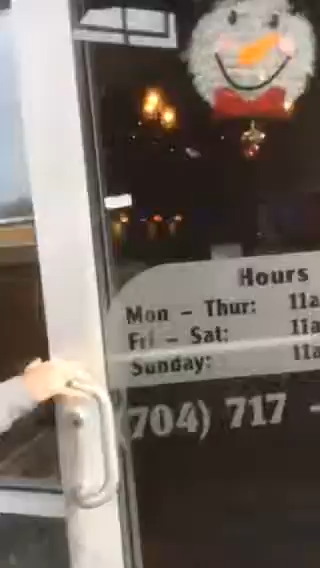 Hours
Mon - Thur: 11a
Fri - Sat: 11a
Sunday: 11a
(704) 717 -